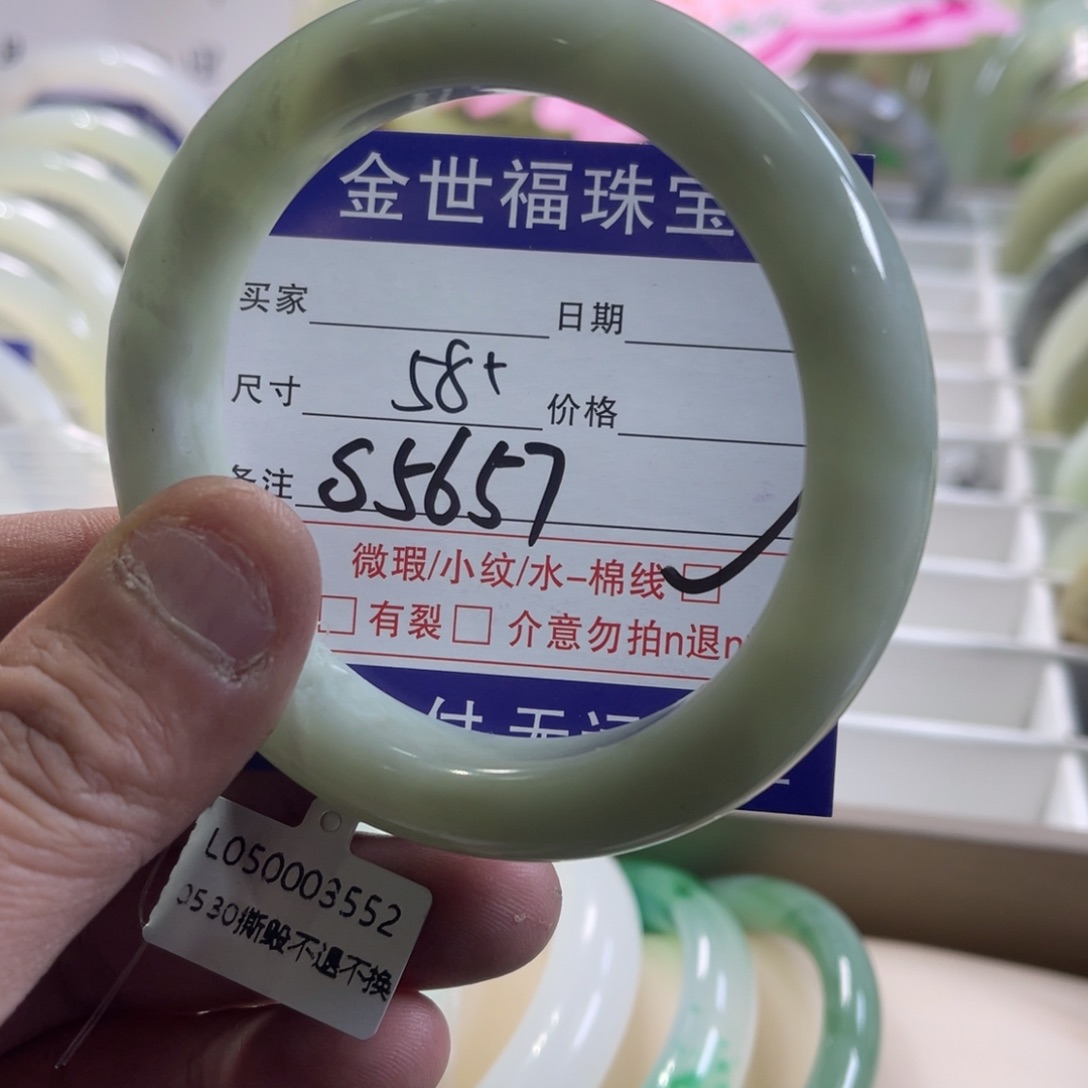 金世福珠宝
买家 日期
尺寸 58+ 价格
备注 S5657
微瑕/小纹/水-棉线
有裂 介意勿拍n退n
L050003552
0530撕毁不退不换